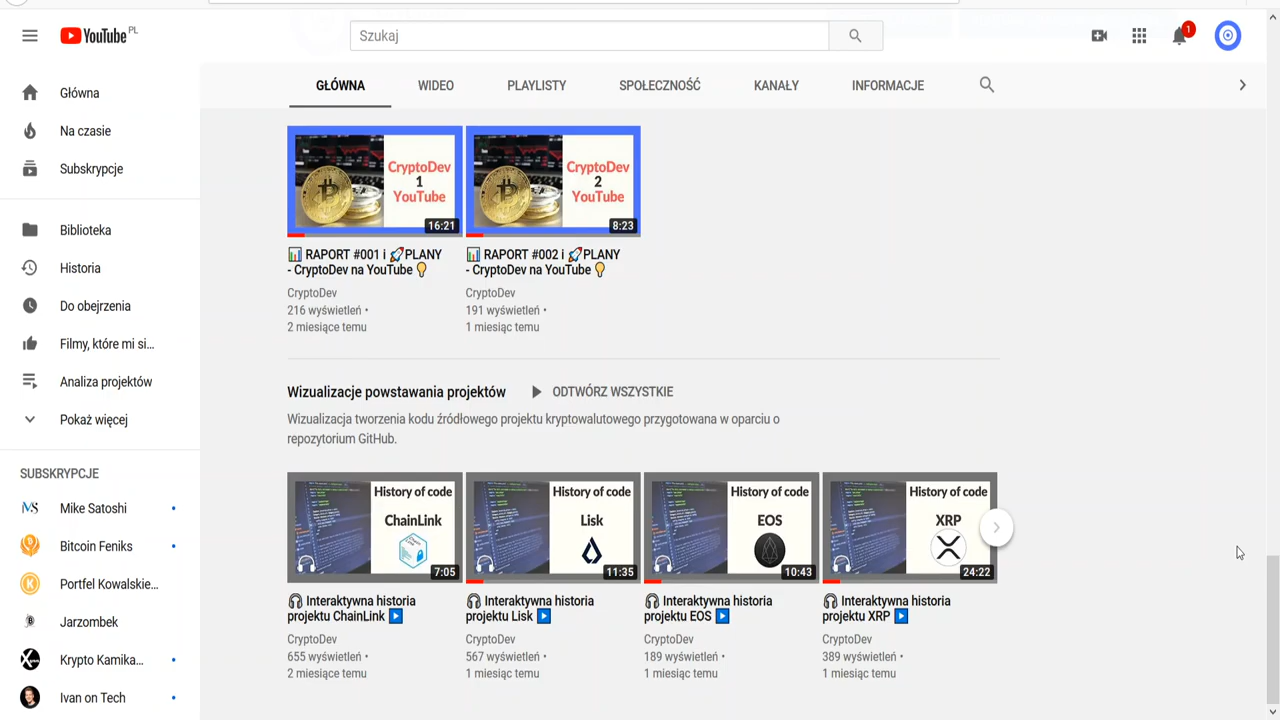 YouTube PL
Szukaj
1
Główna
Na czasie
Subskrypcje
Biblioteka
Historia
Do obejrzenia
Filmy, które mi si...
Analiza projektów
Pokaż więcej
SUBSKRYPCJE
Mike Satoshi
Bitcoin Feniks
Portfel Kowalskie...
Jarzombek
Krypto Kamika...
Ivan on Tech
GŁÓWNA
WIDEO
PLAYLISTY
SPOŁECZNOŚĆ
KANAŁY
INFORMACJE
CryptoDev
1
YouTube
16:21
RAPORT #001 i 🚀PLANY
- CryptoDev na YouTube
CryptoDev
216 wyświetleń •
2 miesiące temu
CryptoDev
2
YouTube
8:23
RAPORT #002 i 🚀PLANY
- CryptoDev na YouTube
CryptoDev
191 wyświetleń •
1 miesiąc temu
Wizualizacje powstawania projektów
ODTWÓRZ WSZYSTKIE
Wizualizacja tworzenia kodu źródłowego projektu kryptowalutowego przygotowana w oparciu o
repozytorium GitHub.
History of code
ChainLink
7:05
Interaktywna historia
projektu ChainLink
CryptoDev
655 wyświetleń •
2 miesiące temu
History of code
Lisk
11:35
Interaktywna historia
projektu Lisk
CryptoDev
567 wyświetleń •
1 miesiąc temu
History of code
EOS
10:43
Interaktywna historia
projektu EOS
CryptoDev
189 wyświetleń •
1 miesiąc temu
History of code
XRP
24:22
Interaktywna historia
projektu XRP
CryptoDev
389 wyświetleń •
1 miesiąc temu